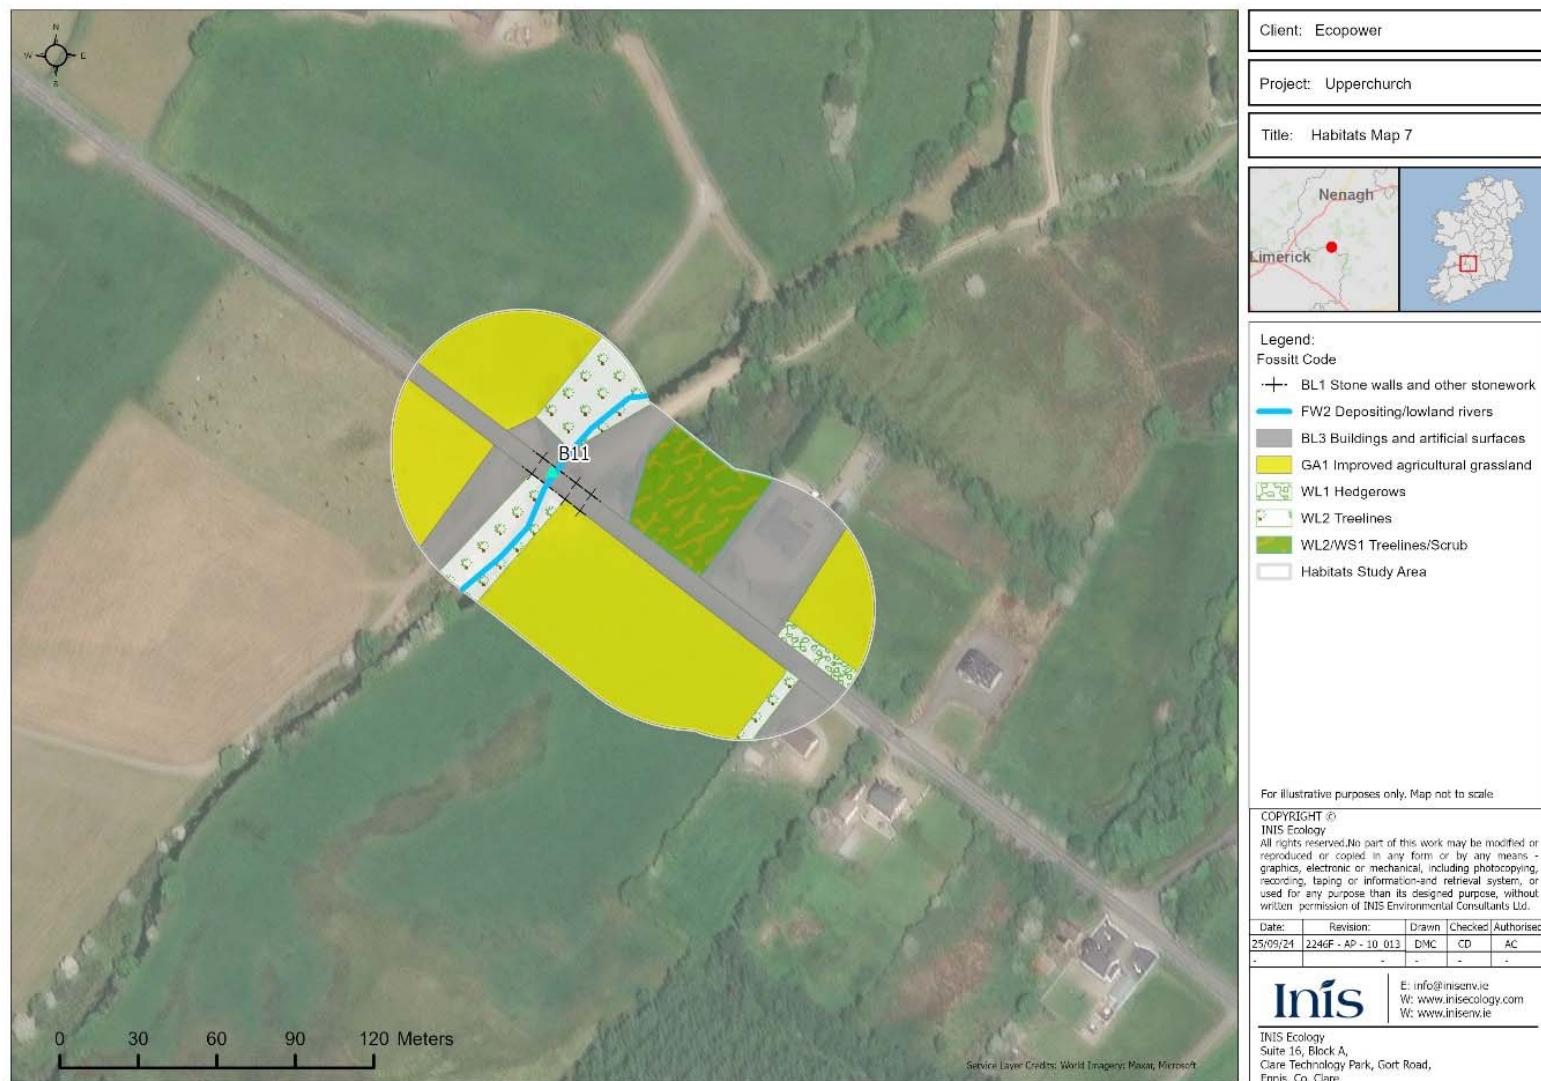 N
W E
S
Client: Ecopower
Project: Upperchurch
Title: Habitats Map 7
Nenagh
Limerick
Legend:
Fossitt Code
BL1 Stone walls and other stonework
FW2 Depositing/lowland rivers
BL3 Buildings and artificial surfaces
GA1 Improved agricultural grassland
WL1 Hedgerows
WL2 Treelines
WL2/WS1 Treelines/Scrub
Habitats Study Area
B11
For illustrative purposes only. Map not to scale
COPYRIGHT ©
INIS Ecology
All rights reserved.No part of this work may be modified or
reproduced or copied in any form or by any means -
graphics, electronic or mechanical, including photocopying,
recording, taping or information-and retrieval system, or
used for any purpose than its designed purpose, without
written permission of INIS Environmental Consultants Ltd.
Date: Revision: Drawn Checked Authorised
25/09/24 2246F - AP - 10_013 DMC CD AC
- - - - -
Inis
E: info@inisenv.ie
W: www.inisecology.com
W: www.inisenv.ie
INIS Ecology
Suite 16, Block A,
Clare Technology Park, Gort Road,
Ennis, Co. Clare
0 30 60 90 120 Meters
Service Layer Credits: World Imagery: Maxar, Microsoft